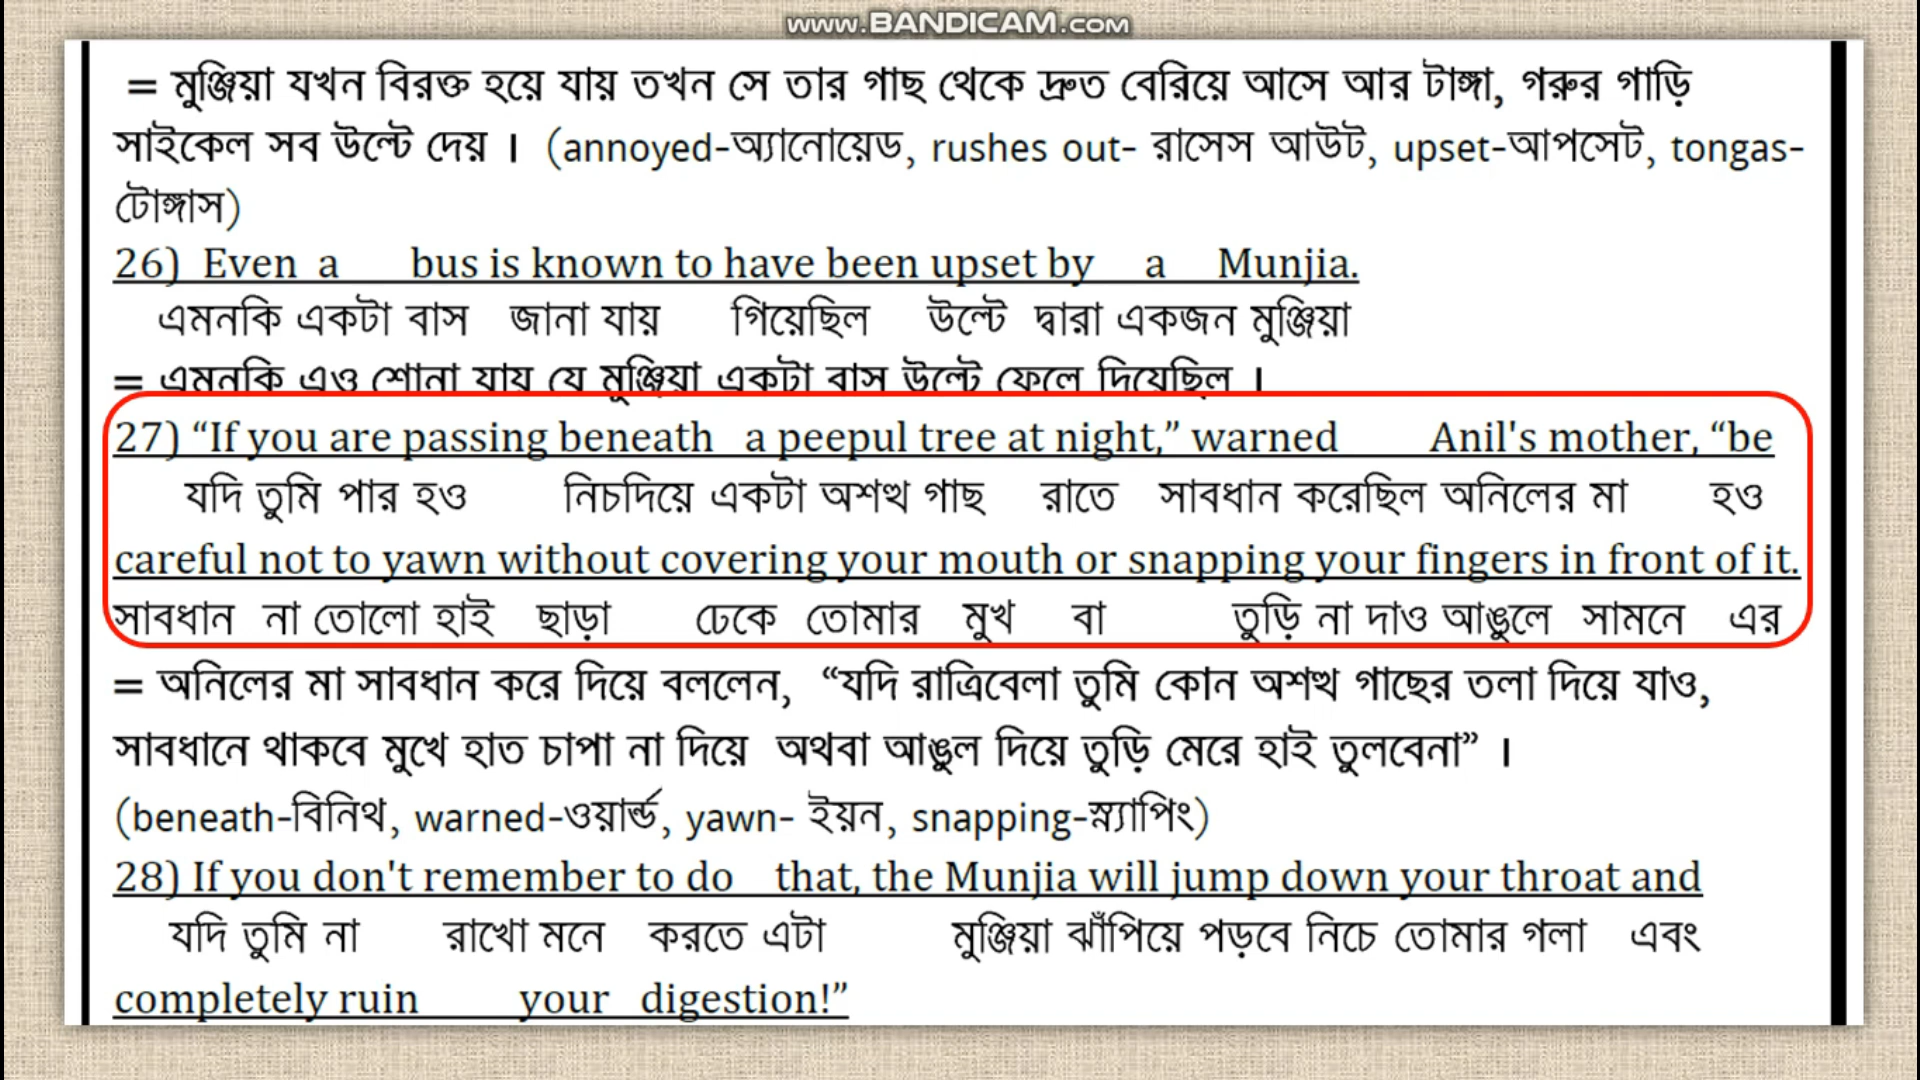 www.BANDICAM.com
= মুঞ্জিয়া যখন বিরক্ত হয়ে যায় তখন সে তার গাছ থেকে দ্রুত বেরিয়ে আসে আর টাঙ্গা, গরুর গাড়ি
সাইকেল সব উল্টে দেয় । (annoyed-অ্যানোয়েড, rushes out- রাসেস আউট, upset-আপসেট, tongas-
টোঙ্গাস)
26) Even a bus is known to have been upset by a Munjia.
এমনকি একটা বাস জানা যায় গিয়েছিল উল্টে দ্বারা একজন মুঞ্জিয়া
= এমনকি এও শোনা যায় যে মুঞ্জিয়া একটা বাস উল্টে ফেলে দিয়েছিল ।
27) “If you are passing beneath a peepul tree at night,” warned Anil's mother, “be
যদি তুমি পার হও নিচদিয়ে একটা অশত্থ গাছ রাতে সাবধান করেছিল অনিলের মা হও
careful not to yawn without covering your mouth or snapping your fingers in front of it.
সাবধান না তোলো হাই ছাড়া ঢেকে তোমার মুখ বা তুড়ি না দাও আঙুলে সামনে এর
= অনিলের মা সাবধান করে দিয়ে বললেন, “যদি রাত্রিবেলা তুমি কোন অশত্থ গাছের তলা দিয়ে যাও,
সাবধানে থাকবে মুখে হাত চাপা না দিয়ে অথবা আঙুল দিয়ে তুড়ি মেরে হাই তুলবেনা” ।
(beneath-বিনিথ, warned-ওয়ার্ন্ড, yawn- ইয়ন, snapping-স্ন্যাপিং)
28) If you don't remember to do that, the Munjia will jump down your throat and
যদি তুমি না রাখো মনে করতে এটা মুঞ্জিয়া ঝাঁপিয়ে পড়বে নিচে তোমার গলা এবং
completely ruin your digestion!”